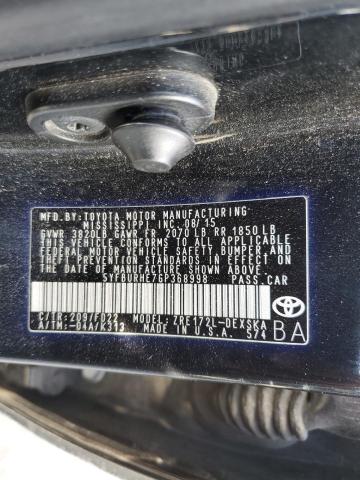 MFD.BY: TOYOTA MOTOR MANUFACTURING
MISSISSIPPI, INC. 08/15
GVWR 3820LB GAWR FR 2070 LB RR 1850 LB
THIS VEHICLE CONFORMS TO ALL APPLICABLE
FEDERAL MOTOR VEHICLE SAFETY, BUMPER,
AND THEFT PREVENTION STANDARDS IN EFFECT
ON THE DATE OF MANUFACTURE SHOWN ABOVE.
5YFBURHE7GP368998 PASS.CAR
C/TR: 209/FD22 MODEL: ZRE172L-DEXSKA
A/TM: -04A/K313 MADE IN U.S.A. 574
BA